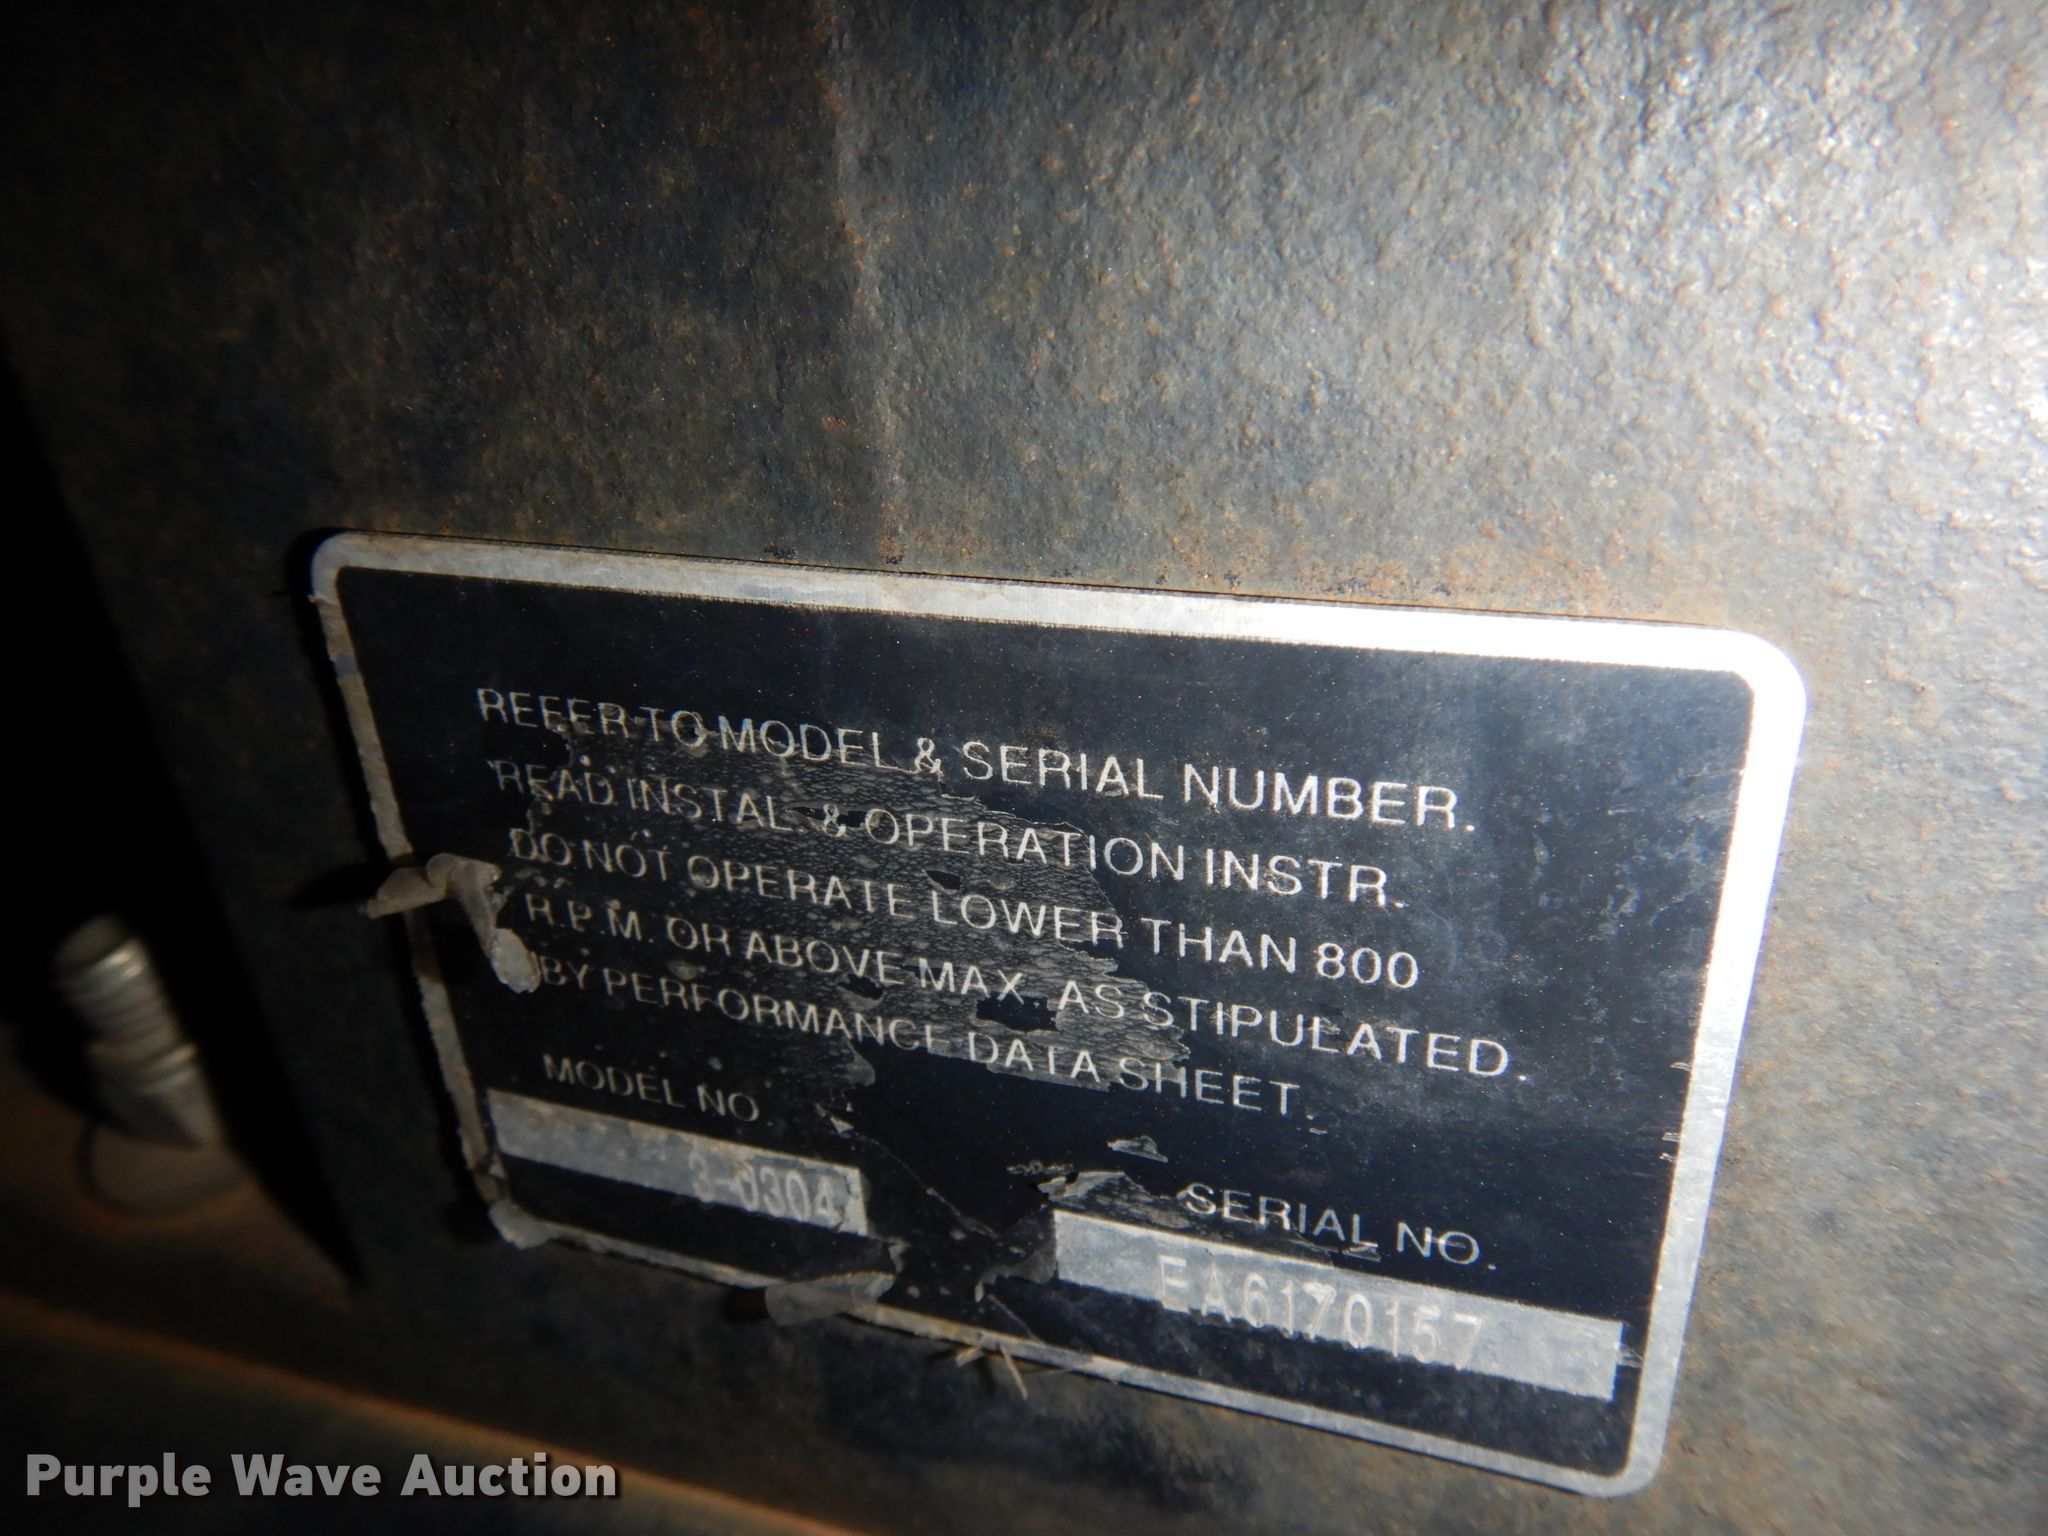 REFER TO MODEL & SERIAL NUMBER.
READ INSTAL. & OPERATION INSTR.
DO NOT OPERATE LOWER THAN 800
R.P.M. OR ABOVE MAX. AS STIPULATED.
BY PERFORMANCE DATA SHEET.
MODEL NO
3-0304
SERIAL NO.
EA6170157
Purple Wave Auction